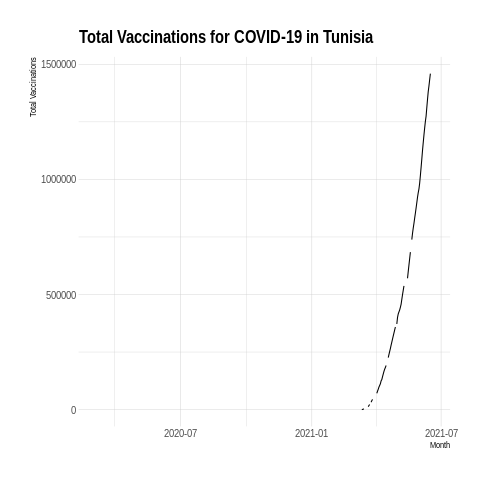 Total Vaccinations for COVID-19 in Tunisia
Total Vaccinations
1500000
1000000
500000
0
2020-07 2021-01 2021-07
Month